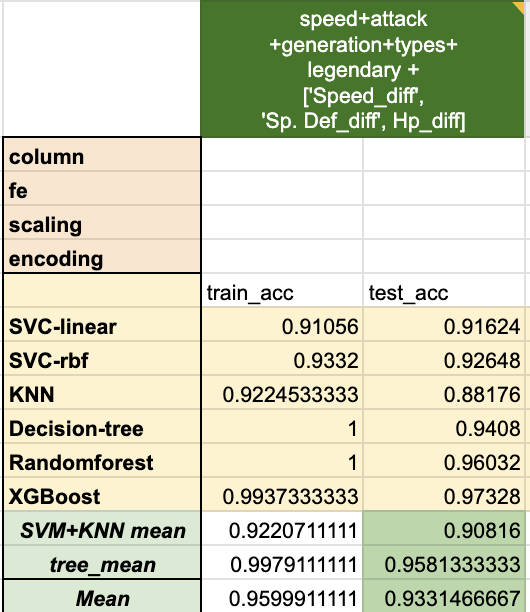 speed+attack
+generation+types+
legendary +
['Speed_diff',
'Sp. Def_diff', Hp_diff]
column
fe
scaling
encoding
train_acc test_acc
SVC-linear 0.91056 0.91624
SVC-rbf 0.9332 0.92648
KNN 0.9224533333 0.88176
Decision-tree 1 0.9408
Randomforest 1 0.96032
XGBoost 0.9937333333 0.97328
SVM+KNN mean 0.9220711111 0.90816
tree_mean 0.9979111111 0.9581333333
Mean 0.9599911111 0.9331466667